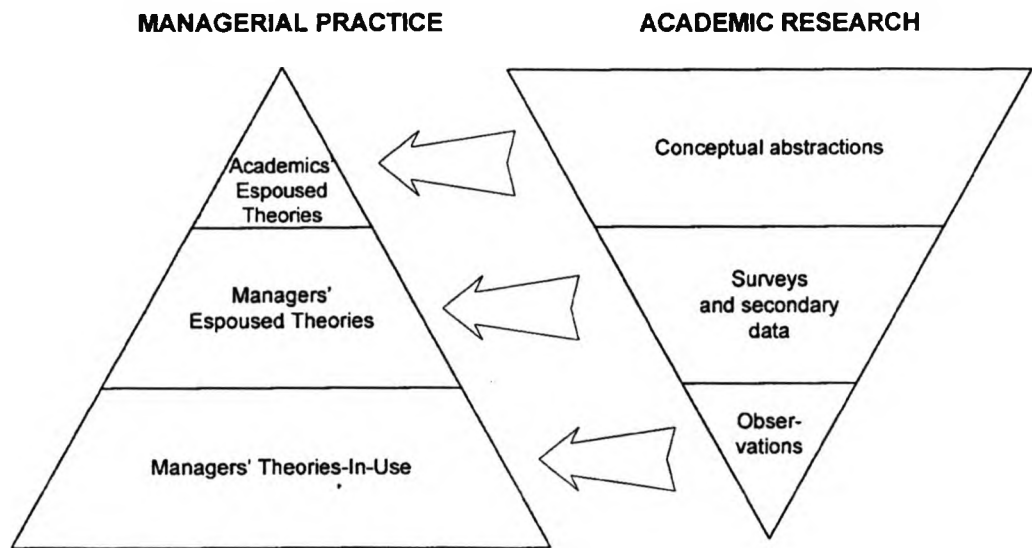 MANAGERIAL PRACTICE
ACADEMIC RESEARCH
Academics'
Espoused
Theories
Managers'
Espoused Theories
Managers' Theories-In-Use
Conceptual abstractions
Surveys
and secondary
data
Obser-
vations